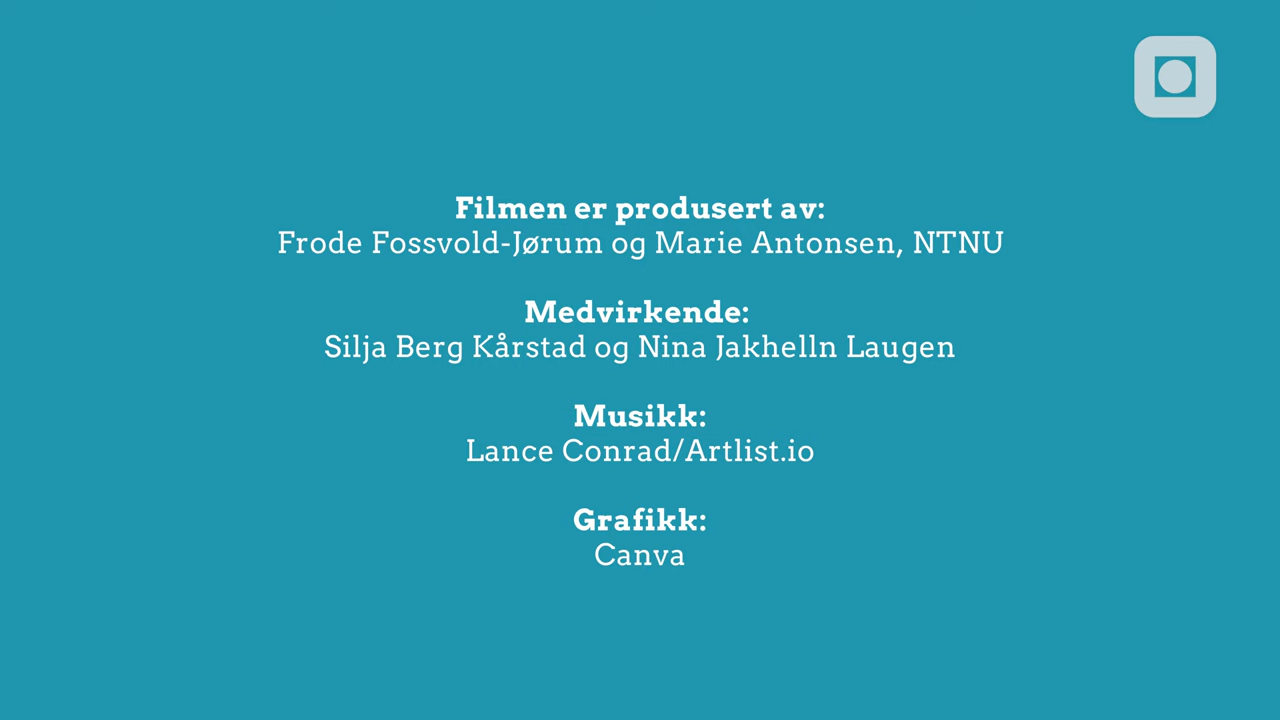 Filmen er produsert av:
Frode Fossvold-Jørum og Marie Antonsen, NTNU
Medvirkende:
Silja Berg Kårstad og Nina Jakhelln Laugen
Musikk:
Lance Conrad/Artlist.io
Grafikk:
Canva